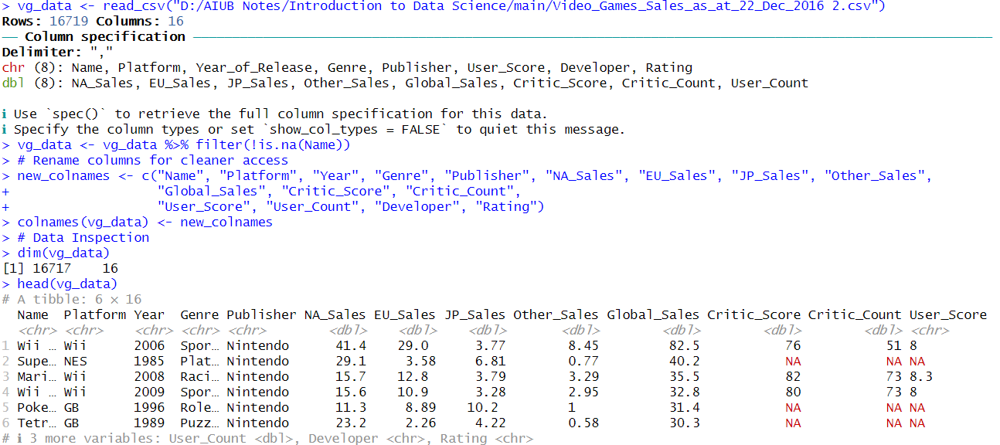 > vg_data <- read_csv("D:/AIUB Notes/Introduction to Data Science/main/Video_Games_Sales_as_at_22_Dec_2016 2.csv")
Rows: 16719 Columns: 16
── Column specification ──────────────────────────────────────────────
Delimiter: ","
chr (8): Name, Platform, Year_of_Release, Genre, Publisher, User_Score, Developer, Rating
dbl (8): NA_Sales, EU_Sales, JP_Sales, Other_Sales, Global_Sales, Critic_Score, Critic_Count, User_Count

ℹ Use `spec()` to retrieve the full column specification for this data.
ℹ Specify the column types or set `show_col_types = FALSE` to quiet this message.
> vg_data <- vg_data %>% filter(!is.na(Name))
> # Rename columns for cleaner access
> new_colnames <- c("Name", "Platform", "Year", "Genre", "Publisher", "NA_Sales", "EU_Sales", "JP_Sales", "Other_Sales",
+                   "Global_Sales", "Critic_Score", "Critic_Count",
+                   "User_Score", "User_Count", "Developer", "Rating")
> colnames(vg_data) <- new_colnames
> # Data Inspection
> dim(vg_data)
[1] 16717    16
> head(vg_data)
# A tibble: 6 × 16
  Name  Platform Year  Genre Publisher NA_Sales EU_Sales JP_Sales Other_Sales Global_Sales Critic_Score Critic_Count User_Score
  <chr> <chr>    <chr> <chr> <chr>        <dbl>    <dbl>    <dbl>       <dbl>        <dbl>        <dbl>        <dbl> <chr>
1 Wii … Wii      2006  Spor… Nintendo      41.4    29.0      3.77        8.45         82.5           76           51 8
2 Supe… NES      1985  Plat… Nintendo      29.1     3.58     6.81        0.77         40.2           NA           NA NA
3 Mari… Wii      2008  Raci… Nintendo      15.7    12.8      3.79        3.29         35.5           82           73 8.3
4 Wii … Wii      2009  Spor… Nintendo      15.6    10.9      3.28        2.95         32.8           80           73 8
5 Poke… GB       1996  Role… Nintendo      11.3     8.89    10.2         1            31.4           NA           NA NA
6 Tetr… GB       1989  Puzz… Nintendo      23.2     2.26     4.22        0.58         30.3           NA           NA NA
# ℹ 3 more variables: User_Count <dbl>, Developer <chr>, Rating <chr>